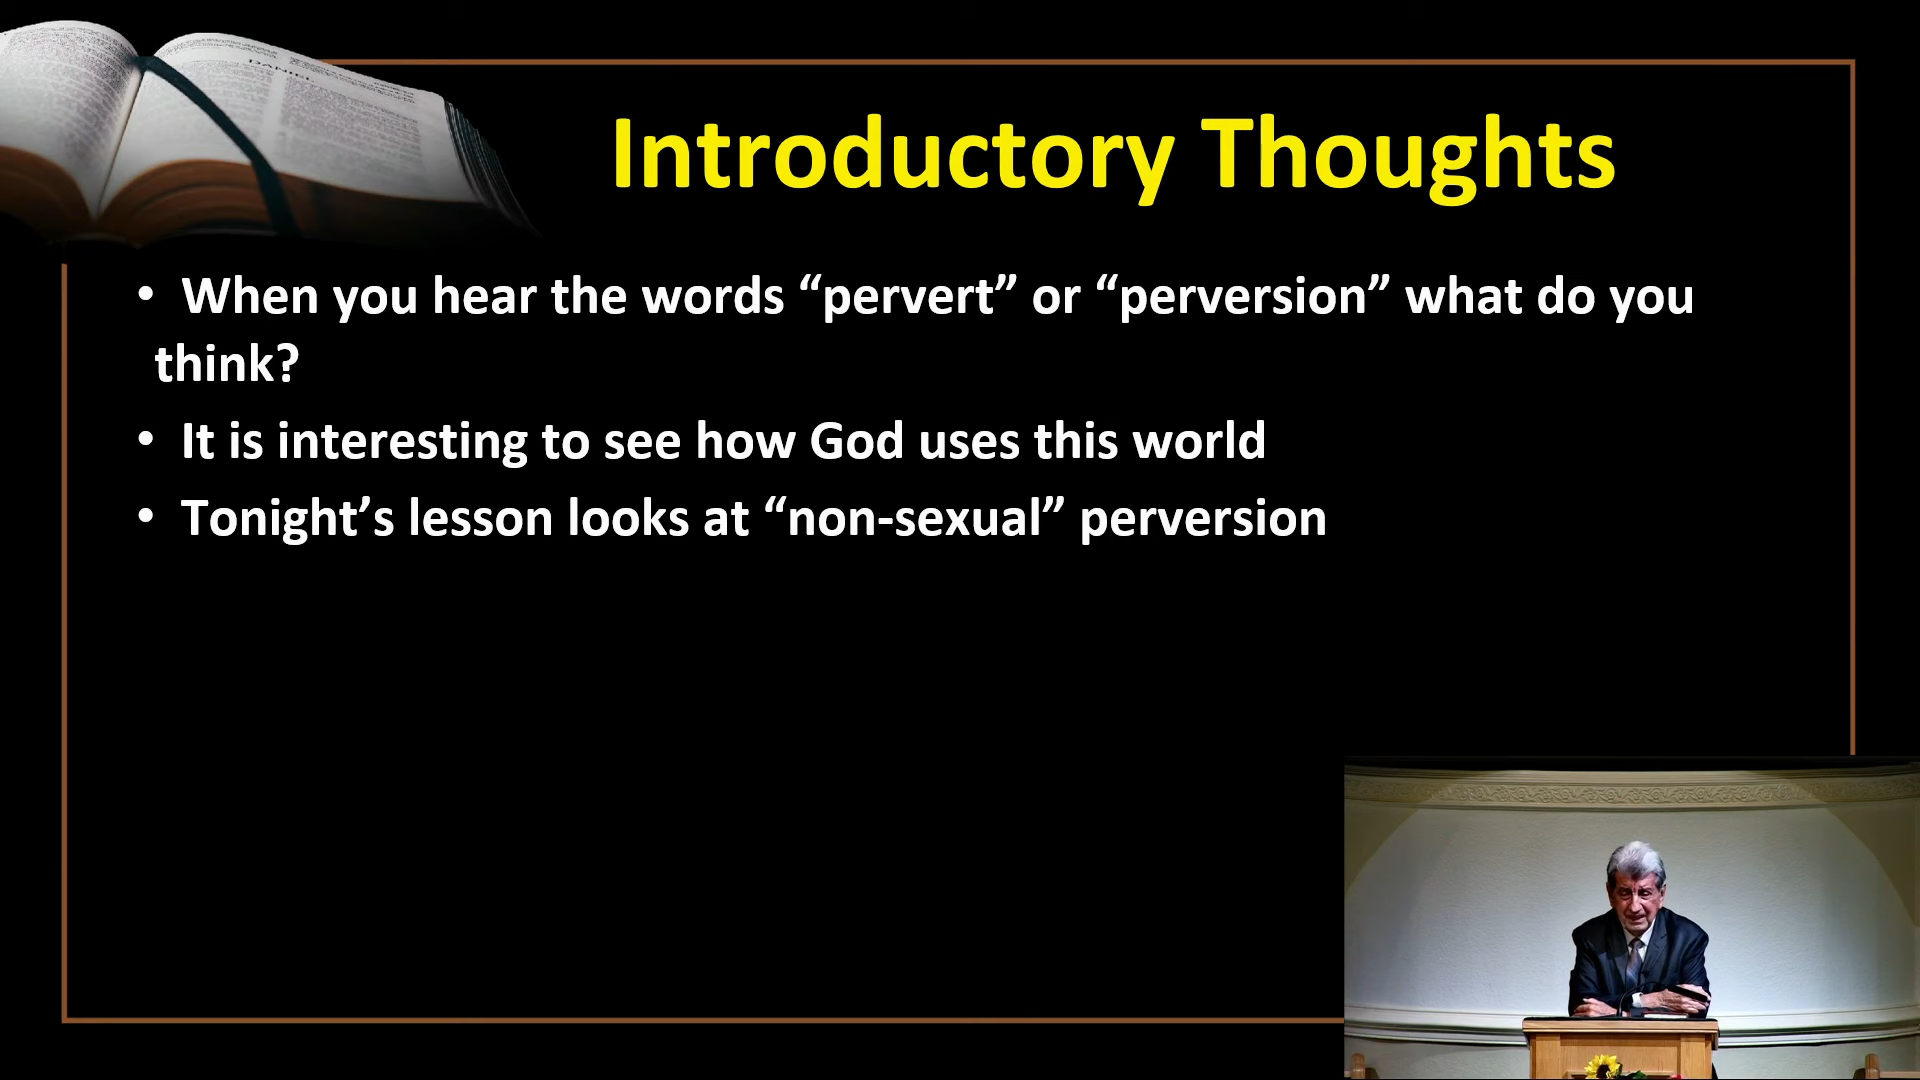 DANIEL
Introductory Thoughts
• When you hear the words “pervert” or “perversion” what do you
think?
• It is interesting to see how God uses this world
• Tonight’s lesson looks at “non-sexual” perversion